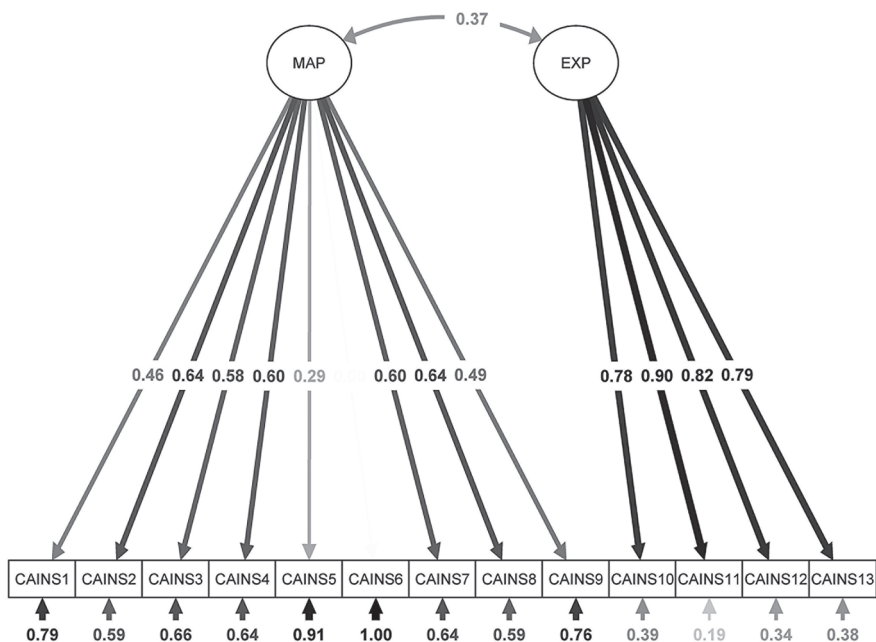 0.37
MAP EXP
0.46 0.64 0.58 0.60 0.29 0.60 0.64 0.49 0.78 0.90 0.82 0.79
CAINS1 CAINS2 CAINS3 CAINS4 CAINS5 CAINS6 CAINS7 CAINS8 CAINS9 CAINS10 CAINS11 CAINS12 CAINS13
0.79 0.59 0.66 0.64 0.91 1.00 0.64 0.59 0.76 0.39 0.19 0.34 0.38